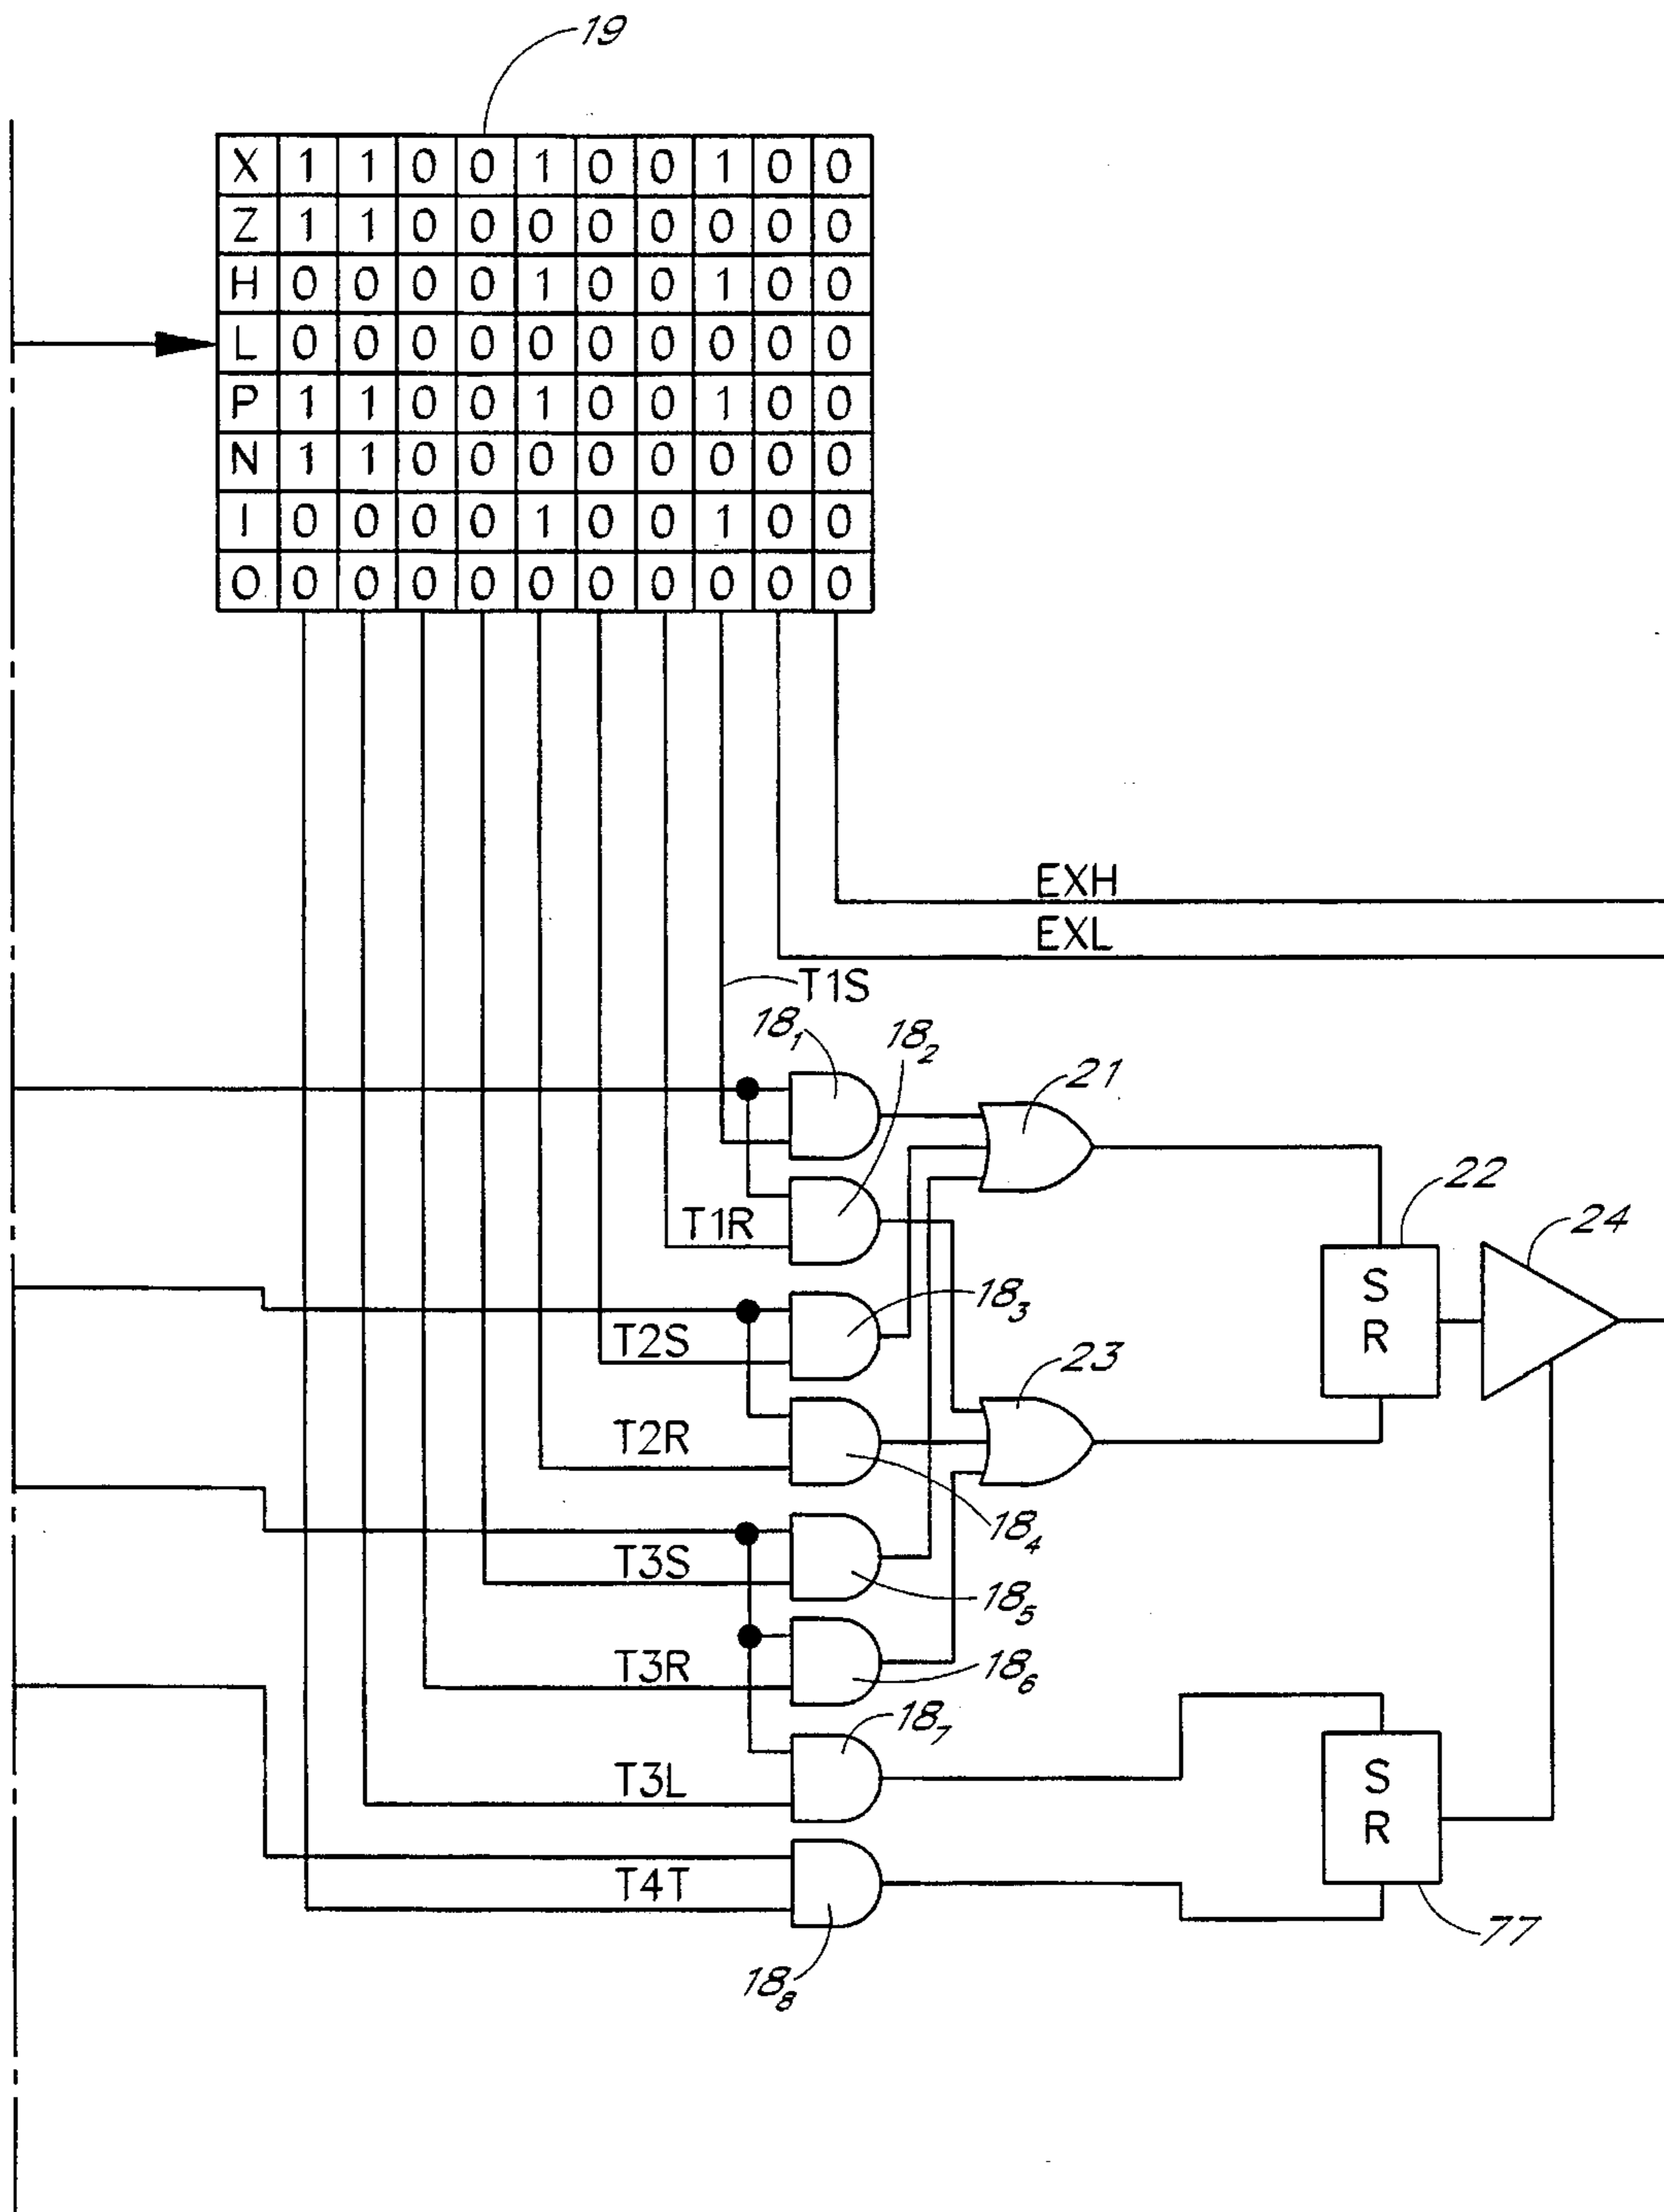 19
X 1 1 0 0 1 0 0 1 0 0
Z 1 1 0 0 0 0 0 0 0 0
H 0 0 0 0 1 0 0 1 0 0
L 0 0 0 0 0 0 0 0 0 0
P 1 1 0 0 1 0 0 1 0 0
N 1 1 0 0 0 0 0 0 0 0
I 0 0 0 0 1 0 0 1 0 0
O 0 0 0 0 0 0 0 0 0 0
EXH
EXL
T1S
18₁
18₂
21
T1R
22
S
R
24
18₃
T2S
23
T2R
18₄
T3S
18₅
T3R
18₆
18₇
T3L
S
R
T4T
77
18₈